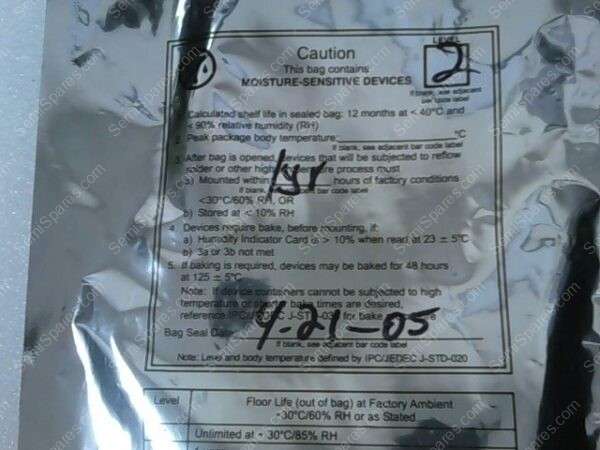 Caution
LEVEL
2
This bag contains
MOISTURE-SENSITIVE DEVICES
If blank, see adjacent
bar code label
1. Calculated shelf life in sealed bag: 12 months at < 40°C and
< 90% relative humidity (RH)
2. Peak package body temperature: °C
If blank, see adjacent bar code label
3. After bag is opened, devices that will be subjected to reflow
solder or other high process must
a) Mounted within: 1yr hours of factory conditions
If blank, bar code label
<30°C/60% RH, OR
b) Stored at < 10% RH
4. Devices require bake, before mounting, if:
a) Humidity Indicator Card is > 10% when read at 23 ± 5°C
b) 3a or 3b not met
5. If baking is required, devices may be baked for 48 hours
at 125 ± 5°C
Note: If device containers cannot be subjected to high
temperature or shorter bake times are desired,
reference IPC/JEDEC J-STD-033 for bake
Bag Seal Date: 4-21-05
If blank, see adjacent bar code label
Note: Level and body temperature defined by IPC/JEDEC J-STD-020
Level
Floor Life (out of bag) at Factory Ambient
30°C/60% RH or as Stated
Unlimited at 30°C/85% RH
SemiSpares.com